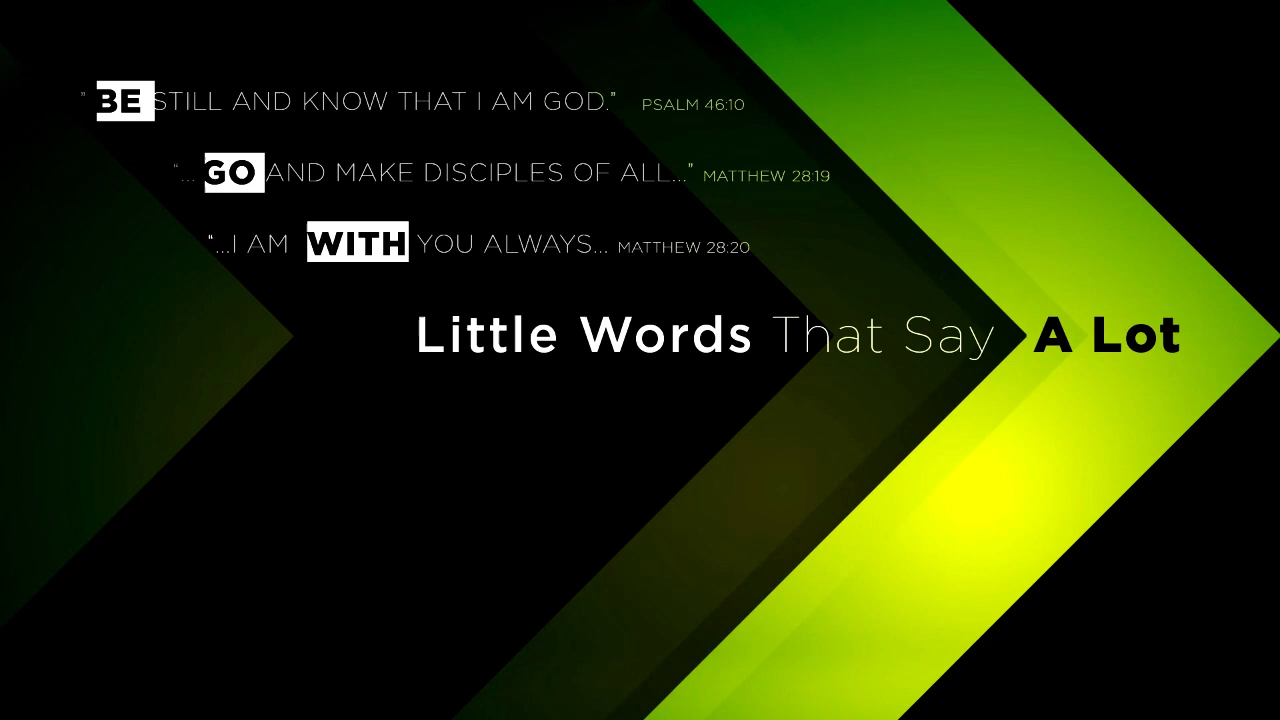 ”BE STILL AND KNOW THAT I AM GOD.” PSALM 46:10
“... GO AND MAKE DISCIPLES OF ALL...” MATTHEW 28:19
“...I AM WITH YOU ALWAYS... MATTHEW 28:20
Little Words That Say A Lot